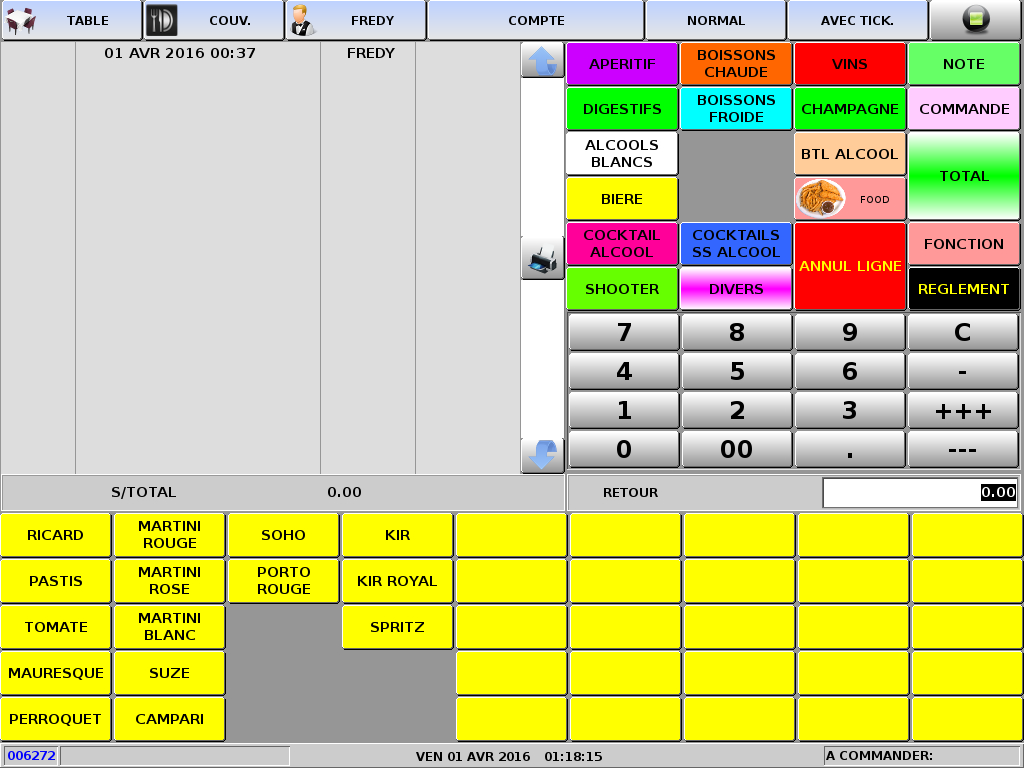 TABLE COUV. FREDY COMPTE NORMAL AVEC TICK.
01 AVR 2016 00:37 FREDY
APERITIF
BOISSONS
CHAUDE
VINS
NOTE
DIGESTIFS
BOISSONS
FROIDE
CHAMPAGNE
COMMANDE
ALCOOLS
BLANCS
BTL ALCOOL
TOTAL
BIERE
FOOD
COCKTAIL
ALCOOL
COCKTAILS
SS ALCOOL
ANNUL LIGNE
FONCTION
SHOOTER
DIVERS
REGLEMENT
7 8 9 C
4 5 6 -
1 2 3 +++
0 00 . ---
S/TOTAL 0.00 RETOUR 0.00
RICARD
MARTINI
ROUGE
SOHO
KIR
PASTIS
MARTINI
ROSE
PORTO
ROUGE
KIR ROYAL
TOMATE
MARTINI
BLANC
SPRITZ
MAURESQUE
SUZE
PERROQUET
CAMPARI
006272 VEN 01 AVR 2016 01:18:15 A COMMANDER: